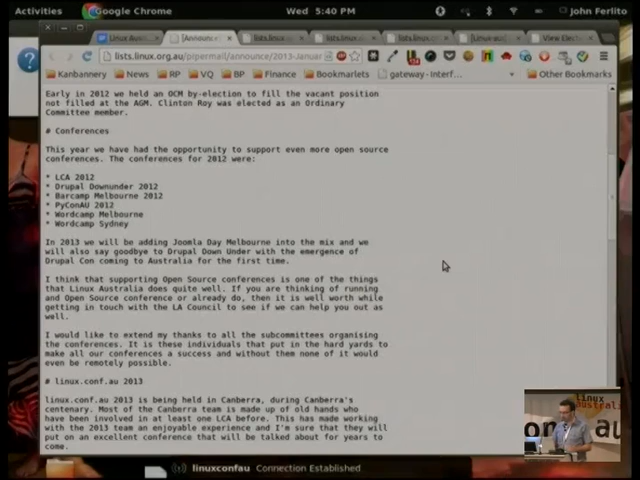 Activities
Google Chrome
Wed 5:40 PM
John Ferlito
Linux Aus
[Announce
lists.linux
lists.linu
lists.linux
[Linux-aus
View Elect
lists.linux.org.au/pipermail/announce/2013-Januar
Kanbannery
News
RP
VQ
BP
Finance
Bookmarklets
gateway-Interf...
Other Bookmarks
Early in 2012 we held an OCM by-election to fill the vacant position
not filled at the AGM. Clinton Roy was elected as an Ordinary
Committee member.
# Conferences
This year we have had the opportunity to support even more open source
conferences. The conferences for 2012 were:
* LCA 2012
* Drupal Downunder 2012
* Barcamp Melbourne 2012
* PyConAU 2012
* Wordcamp Melbourne
* Wordcamp Sydney
In 2013 we will be adding Joomla Day Melbourne into the mix and we
will also say goodbye to Drupal Down Under with the emergence of
Drupal Con coming to Australia for the first time.
I think that supporting Open Source conferences is one of the things
that Linux Australia does quite well. If you are thinking of running
and Open Source conference or already do, then it is well worth while
getting in touch with the LA Council to see if we can help you out as
well.
I would like to extend my thanks to all the subcommittees organising
the conferences. It is these individuals that put in the hard yards to
make all our conferences a success and without them none of it would
even be remotely possible.
# linux.conf.au 2013
linux.conf.au 2013 is being held in Canberra, during Canberra's
centenary. Most of the Canberra team is made up of old hands who
have been involved in at least one LCA before. This has made working
with the 2013 team an enjoyable experience and I'm sure that they will
put on an excellent conference that will be talked about for years to
come.
linux
australia
linuxconfau Connection Established